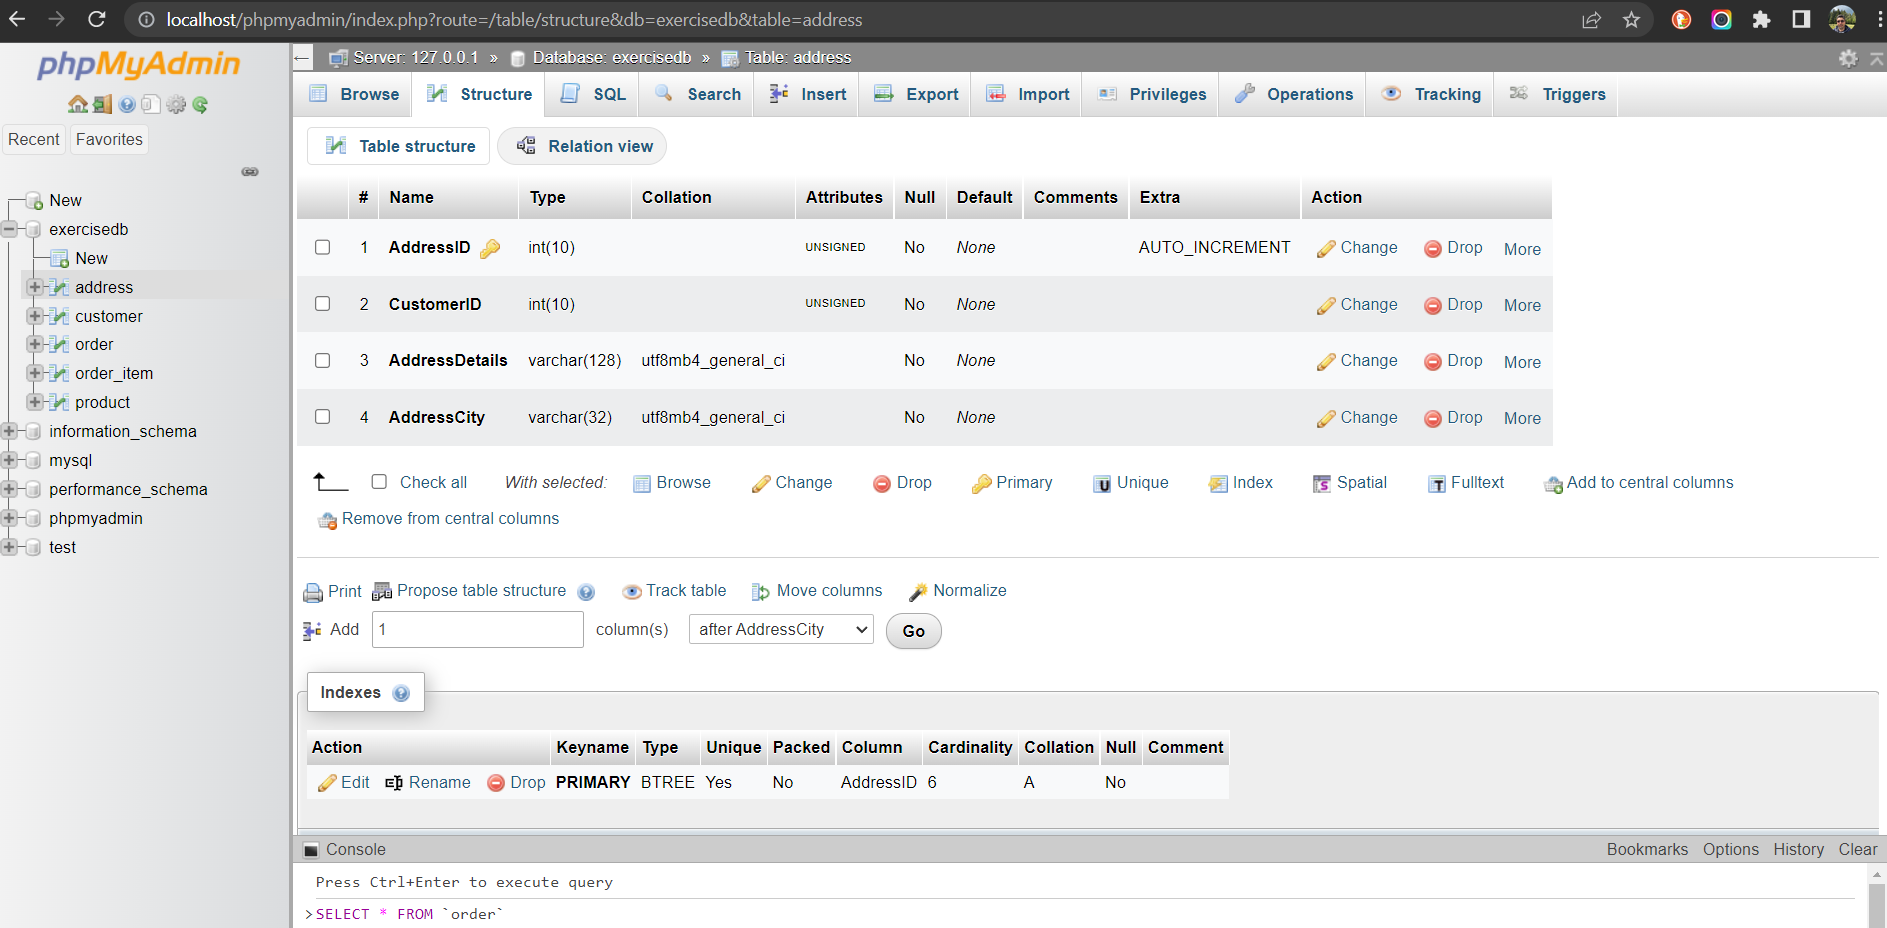 localhost/phpmyadmin/index.php?route=/table/structure&db=exercisedb&table=address
phpMyAdmin
Recent Favorites
New
exercisedb
New
address
customer
order
order_item
product
information_schema
mysql
performance_schema
phpmyadmin
test
Server: 127.0.0.1 » Database: exercisedb » Table: address
Browse Structure SQL Search Insert Export Import Privileges Operations Tracking Triggers
Table structure Relation view
# Name Type Collation Attributes Null Default Comments Extra Action
1 AddressID int(10) UNSIGNED No None AUTO_INCREMENT Change Drop More
2 CustomerID int(10) UNSIGNED No None Change Drop More
3 AddressDetails varchar(128) utf8mb4_general_ci No None Change Drop More
4 AddressCity varchar(32) utf8mb4_general_ci No None Change Drop More
Check all With selected: Browse Change Drop Primary Unique Index Spatial Fulltext Add to central columns
Remove from central columns
Print Propose table structure Track table Move columns Normalize
Add 1 column(s) after AddressCity Go
Indexes
Action Keyname Type Unique Packed Column Cardinality Collation Null Comment
Edit Rename Drop PRIMARY BTREE Yes No AddressID 6 A No
Console Bookmarks Options History Clear
Press Ctrl+Enter to execute query
>SELECT * FROM `order`